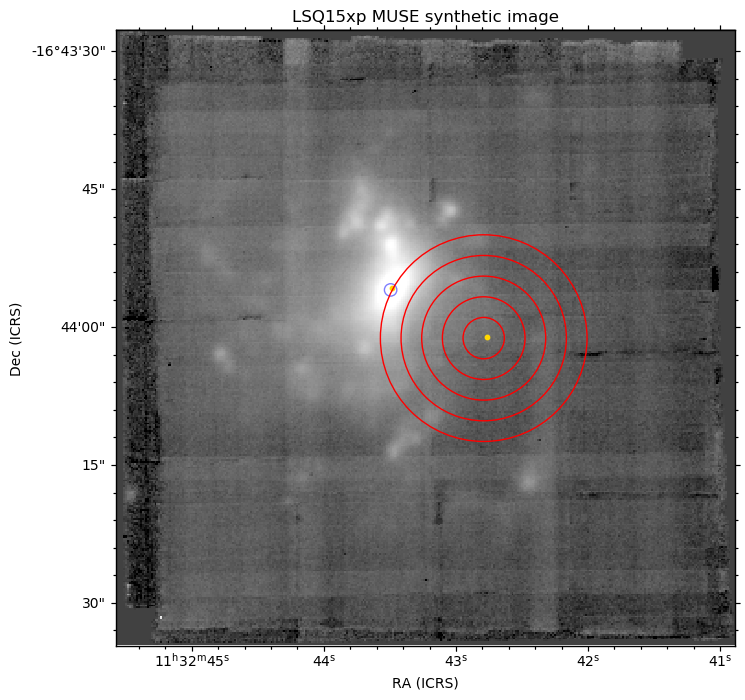 LSQ15xp MUSE synthetic image
-16°43'30"
45"
44'00"
15"
30"
Dec (ICRS)
11ʰ32ᵐ45ˢ 44ˢ 43ˢ 42ˢ 41ˢ
RA (ICRS)